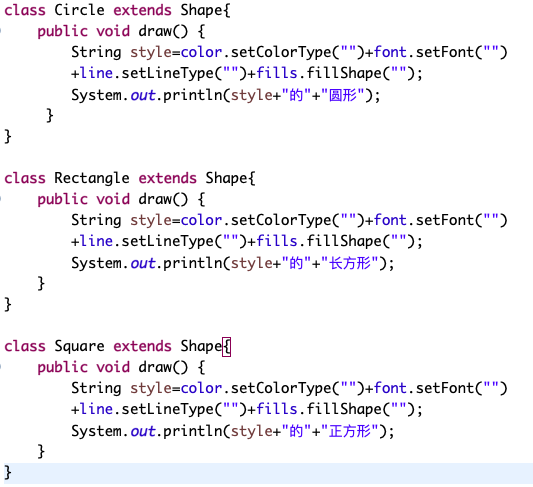 class Circle extends Shape{
public void draw() {
String style=color.setColorType("")+font.setFont("")
+line.setLineType("")+fills.fillShape("");
System.out.println(style+"的"+"圆形");
}
}
class Rectangle extends Shape{
public void draw() {
String style=color.setColorType("")+font.setFont("")
+line.setLineType("")+fills.fillShape("");
System.out.println(style+"的"+"长方形");
}
}
class Square extends Shape{
public void draw() {
String style=color.setColorType("")+font.setFont("")
+line.setLineType("")+fills.fillShape("");
System.out.println(style+"的"+"正方形");
}
}